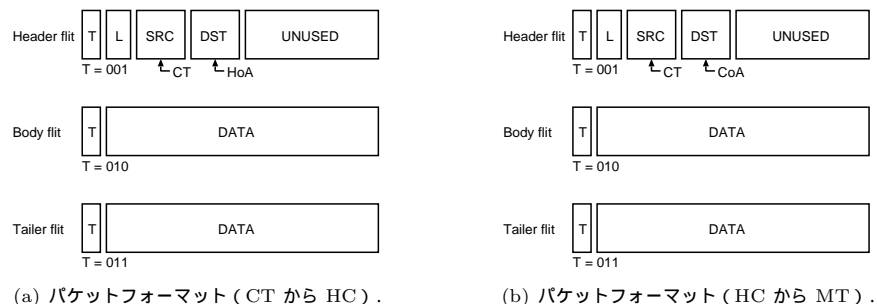 Header flit T L SRC DST UNUSED
T = 001 CT HoA
Body flit T DATA
T = 010
Tailer flit T DATA
T = 011
(a) パケットフォーマット ( CT から HC ) .
Header flit T L SRC DST UNUSED
T = 001 CT CoA
Body flit T DATA
T = 010
Tailer flit T DATA
T = 011
(b) パケットフォーマット ( HC から MT ) .